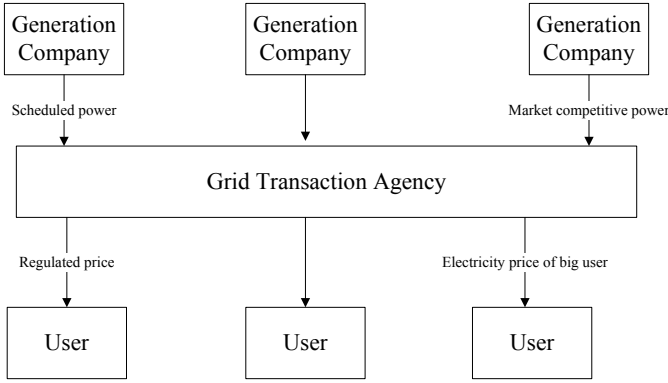 Generation
Company
Generation
Company
Generation
Company
Scheduled power
Market competitive power
Grid Transaction Agency
Regulated price
Electricity price of big user
User
User
User